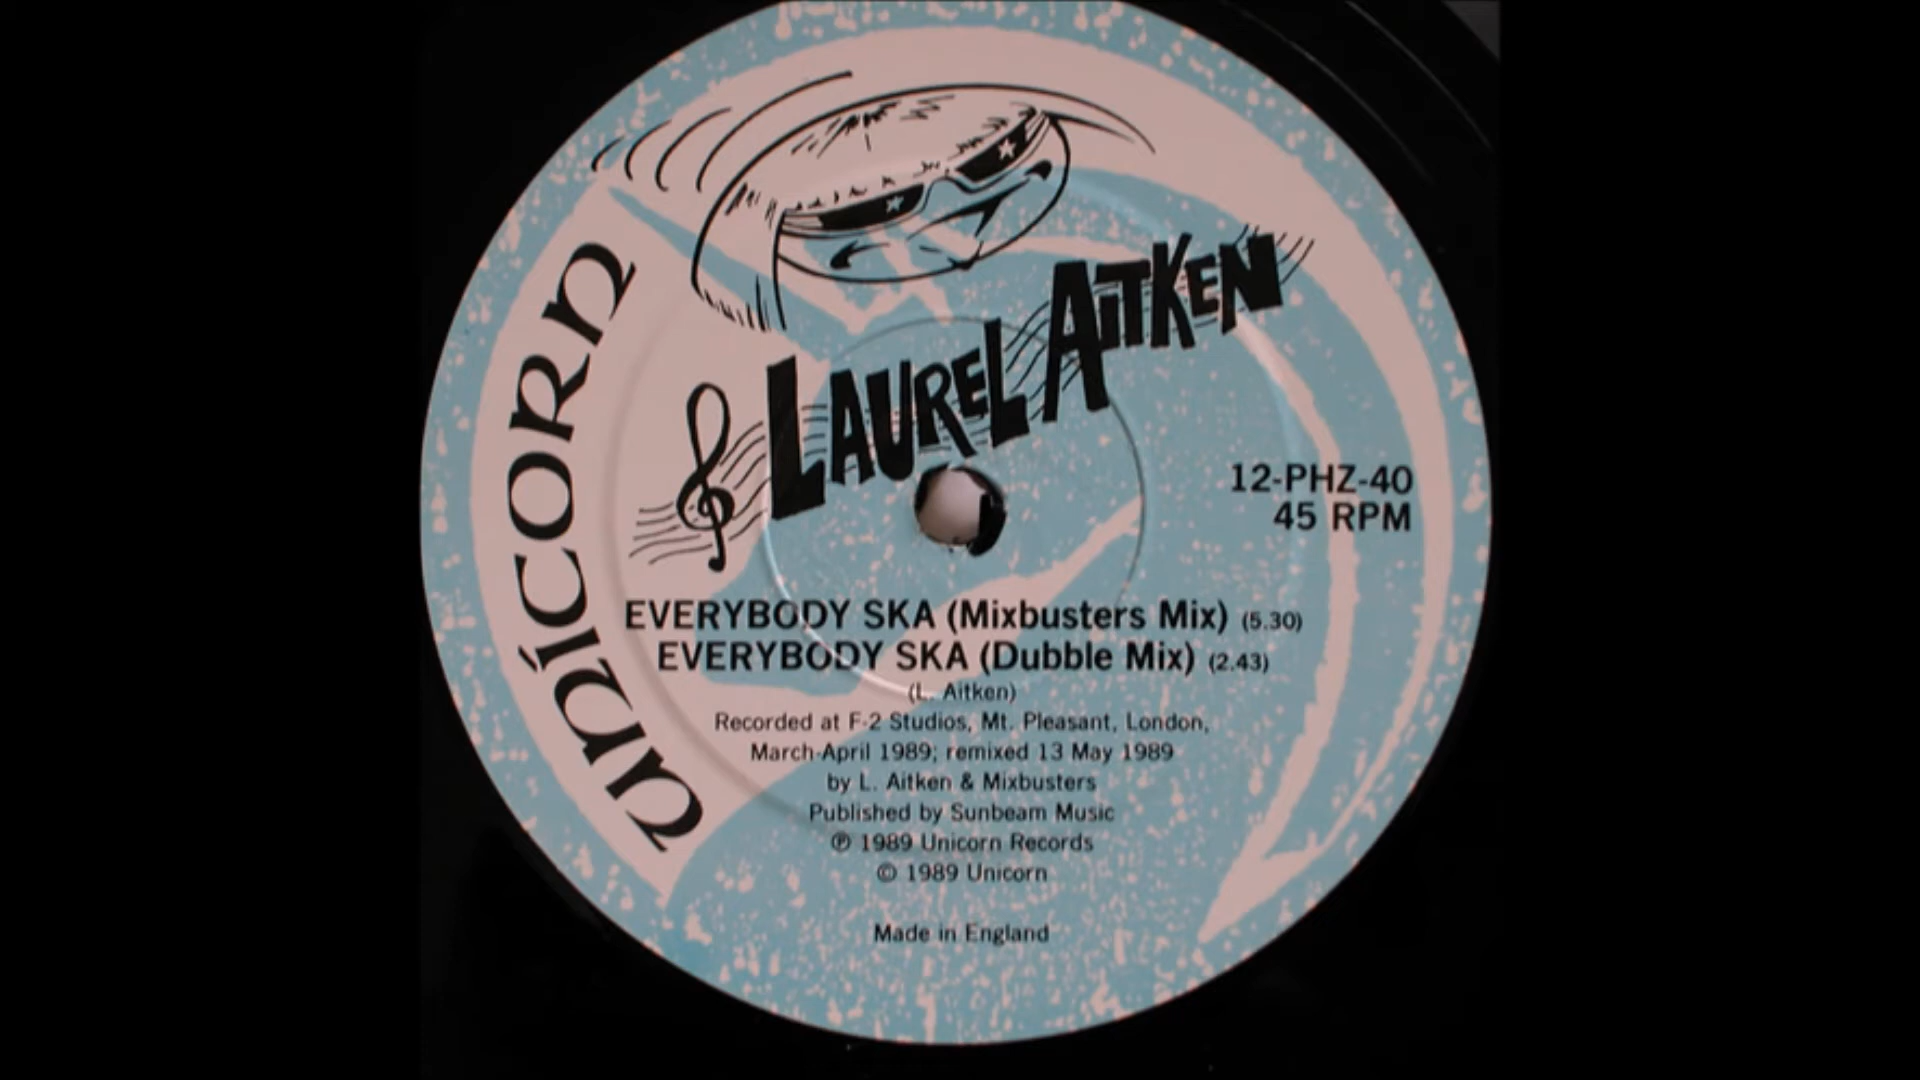 unicorn
LAUREL AITKEN
12-PHZ-40
45 RPM
EVERYBODY SKA (Mixbusters Mix) (5.30)
EVERYBODY SKA (Dubble Mix) (2.43)
(L. Aitken)
Recorded at F-2 Studios, Mt. Pleasant, London,
March-April 1989; remixed 13 May 1989
by L. Aitken & Mixbusters
Published by Sunbeam Music
℗ 1989 Unicorn Records
© 1989 Unicorn
Made in England